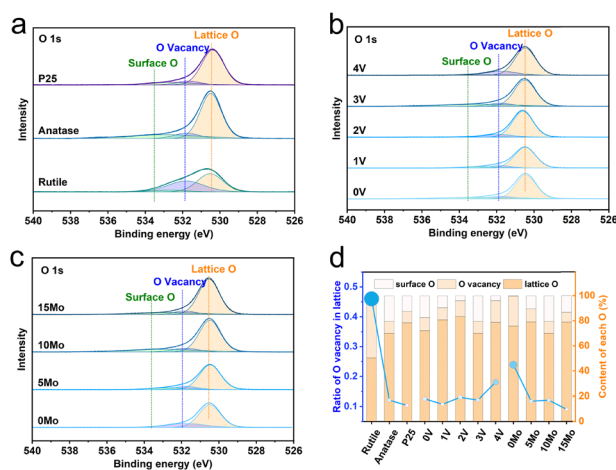 a
O 1s
Lattice O
O Vacancy
Surface O
P25
Anatase
Rutile
Intensity
540 538 536 534 532 530 528 526
Binding energy (eV)
b
O 1s
Lattice O
O Vacancy
Surface O
4V
3V
2V
1V
0V
Intensity
540 538 536 534 532 530 528 526
Binding energy (eV)
c
O 1s
Lattice O
O Vacancy
Surface O
15Mo
10Mo
5Mo
0Mo
Intensity
540 538 536 534 532 530 528 526
Binding energy (eV)
d
surface O O vacancy lattice O
Ratio of O vacancy in lattice
0.5
0.4
0.3
0.2
0.1
Content of each O (%)
120
100
80
60
40
20
0
Rutile Anatase P25 0V 1V 2V 3V 4V 0Mo 5Mo 10Mo 15Mo